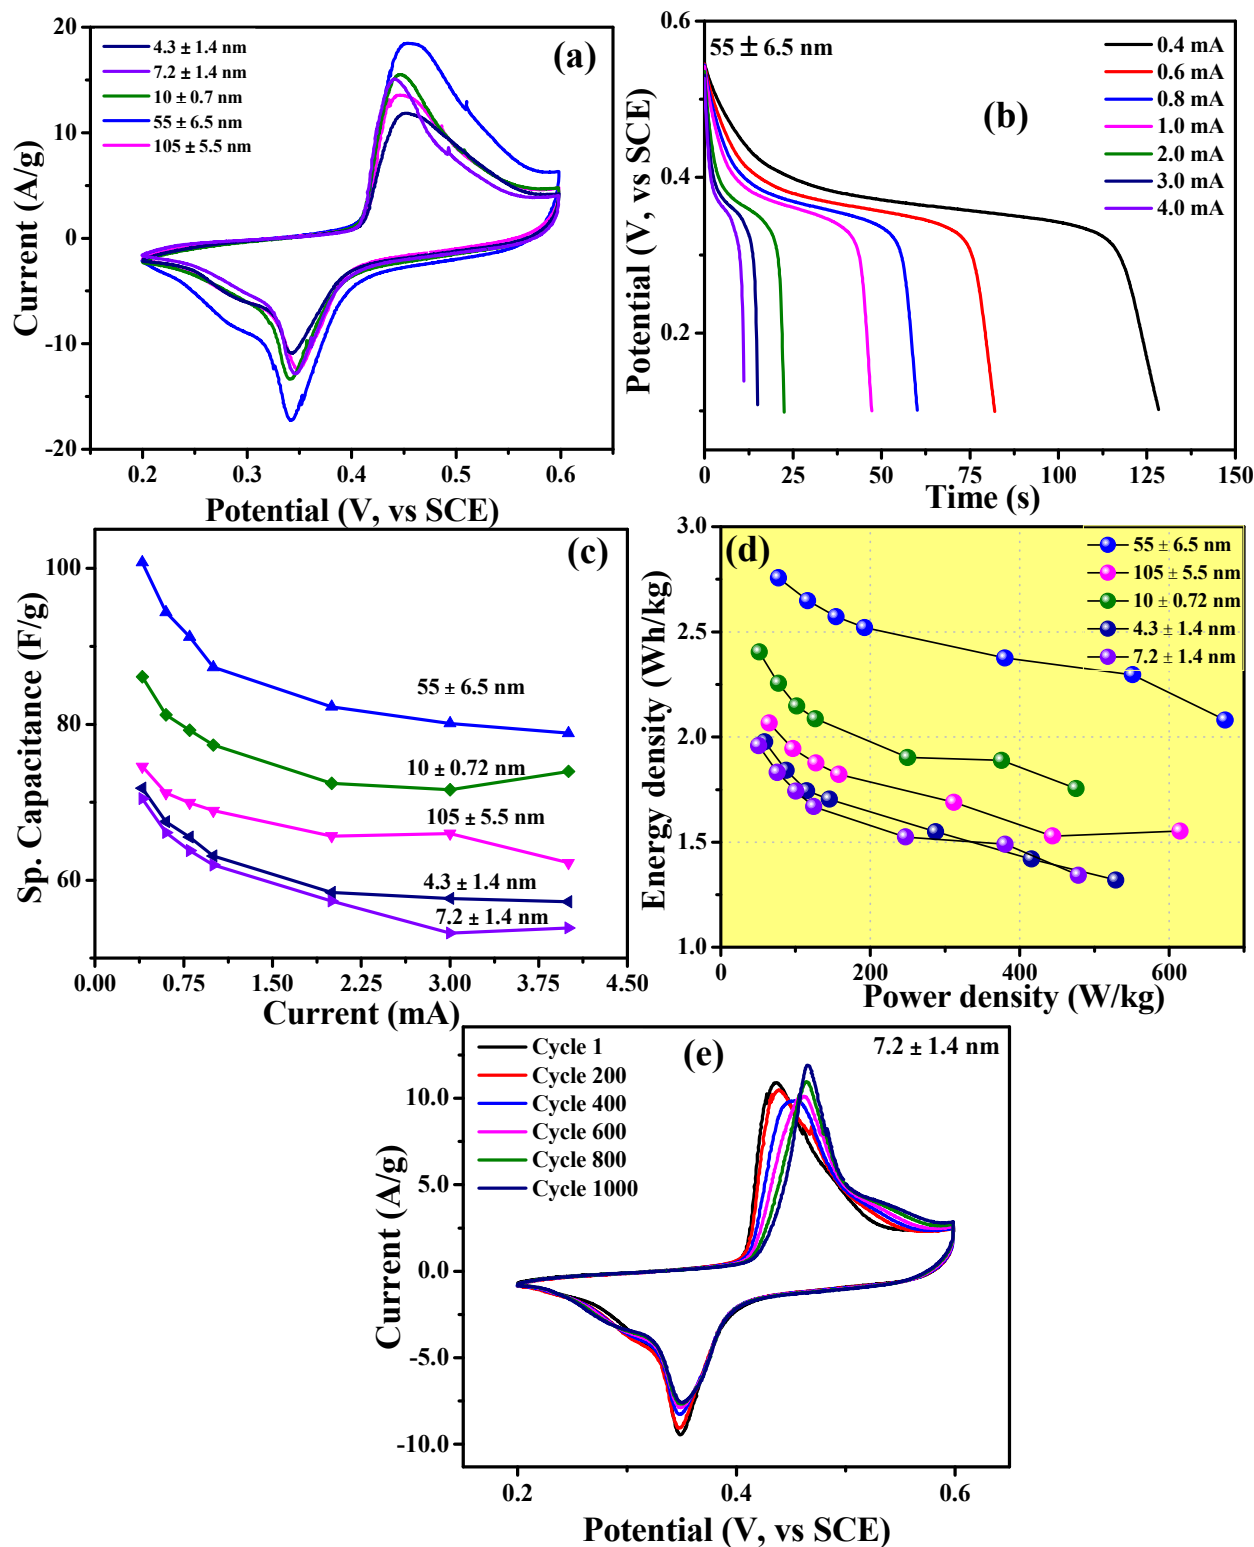 (a)
4.3 ± 1.4 nm
7.2 ± 1.4 nm
10 ± 0.7 nm
55 ± 6.5 nm
105 ± 5.5 nm
20
10
0
-10
-20
Current (A/g)
0.2 0.3 0.4 0.5 0.6
Potential (V, vs SCE)
(b)
55 ± 6.5 nm
0.4 mA
0.6 mA
0.8 mA
1.0 mA
2.0 mA
3.0 mA
4.0 mA
0.6
0.4
0.2
Potential (V, vs SCE)
0 25 50 75 100 125 150
Time (s)
(c)
100
80
60
Sp. Capacitance (F/g)
55 ± 6.5 nm
10 ± 0.72 nm
105 ± 5.5 nm
4.3 ± 1.4 nm
7.2 ± 1.4 nm
0.00 0.75 1.50 2.25 3.00 3.75 4.50
Current (mA)
(d)
55 ± 6.5 nm
105 ± 5.5 nm
10 ± 0.72 nm
4.3 ± 1.4 nm
7.2 ± 1.4 nm
3.0
2.5
2.0
1.5
1.0
Energy density (Wh/kg)
0 200 400 600
Power density (W/kg)
(e)
7.2 ± 1.4 nm
Cycle 1
Cycle 200
Cycle 400
Cycle 600
Cycle 800
Cycle 1000
10.0
5.0
0.0
-5.0
-10.0
Current (A/g)
0.2 0.4 0.6
Potential (V, vs SCE)